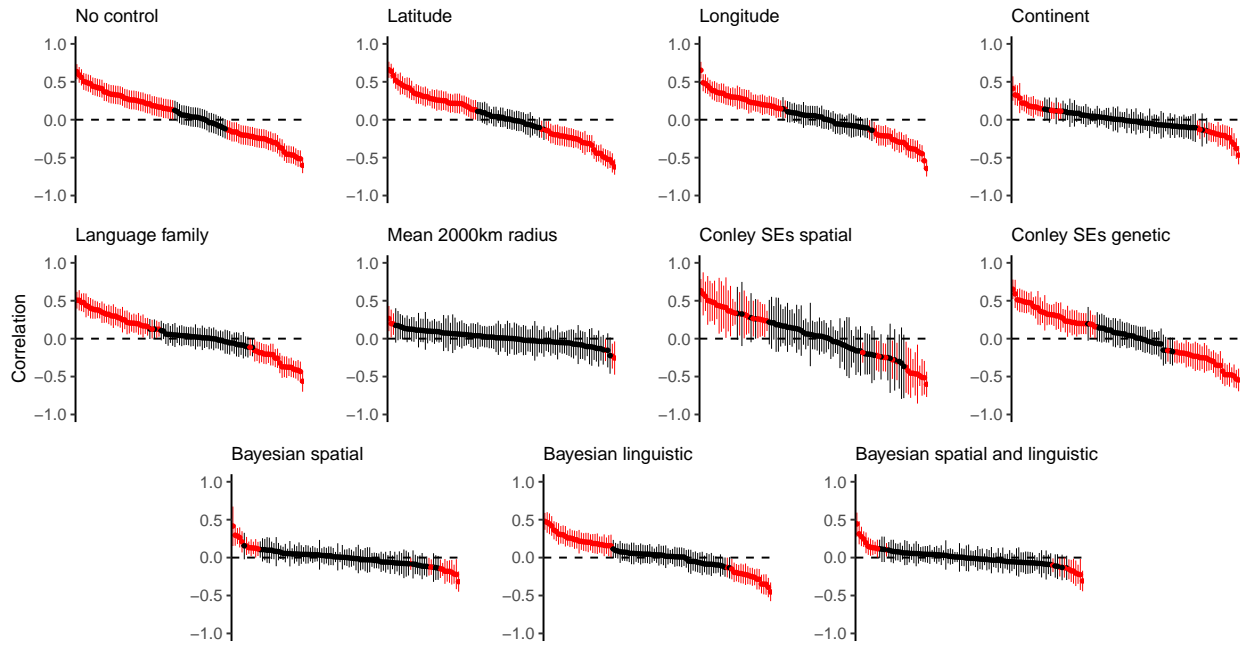 No control
Latitude
Longitude
Continent
1.0 1.0 1.0 1.0
0.5 0.5 0.5 0.5
0.0 0.0 0.0 0.0
−0.5 −0.5 −0.5 −0.5
−1.0 −1.0 −1.0 −1.0
Language family
Mean 2000km radius
Conley SEs spatial
Conley SEs genetic
Correlation
1.0 1.0 1.0 1.0
0.5 0.5 0.5 0.5
0.0 0.0 0.0 0.0
−0.5 −0.5 −0.5 −0.5
−1.0 −1.0 −1.0 −1.0
Bayesian spatial
Bayesian linguistic
Bayesian spatial and linguistic
1.0 1.0 1.0
0.5 0.5 0.5
0.0 0.0 0.0
−0.5 −0.5 −0.5
−1.0 −1.0 −1.0